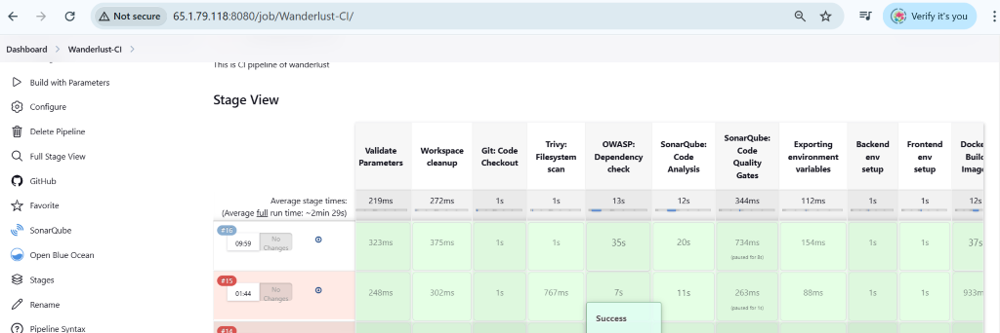 Not secure
65.1.79.118:8080/job/Wanderlust-CI/
Verify it's you
Dashboard
Wanderlust-CI
Build with Parameters
Configure
Delete Pipeline
Full Stage View
GitHub
Favorite
SonarQube
Open Blue Ocean
Stages
Rename
Pipeline Syntax
This is CI pipeline of wanderlust
Stage View
Validate
Parameters
Workspace
cleanup
Git: Code
Checkout
Trivy:
Filesystem
scan
OWASP:
Dependency
check
SonarQube:
Code
Analysis
SonarQube:
Code
Quality
Gates
Exporting
environment
variables
Backend
env
setup
Frontend
env
setup
Docke
Build
Imag
Average stage times:
(Average full run time: ~2min 29s)
219ms
272ms
1s
1s
13s
12s
344ms
112ms
1s
1s
12s
#16
09:59
No
Changes
323ms
375ms
1s
1s
35s
20s
734ms
(paused for 8s)
154ms
1s
1s
37s
#15
01:44
No
Changes
248ms
302ms
1s
767ms
7s
11s
263ms
(paused for 1s)
88ms
1s
1s
933m
#14
Success